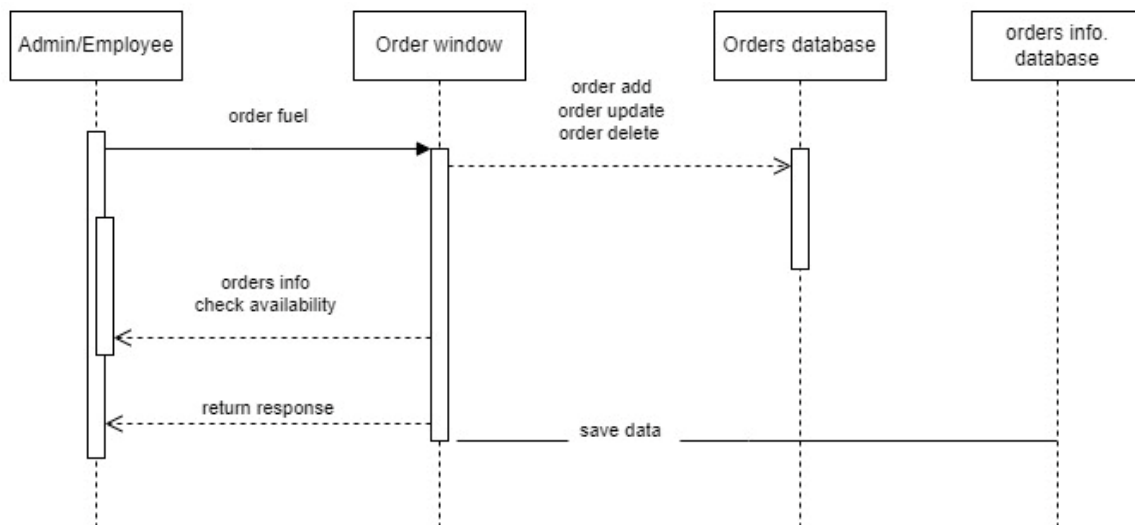 Admin/Employee
Order window
Orders database
orders info.
database
order add
order update
order delete
order fuel
orders info
check availability
return response
save data